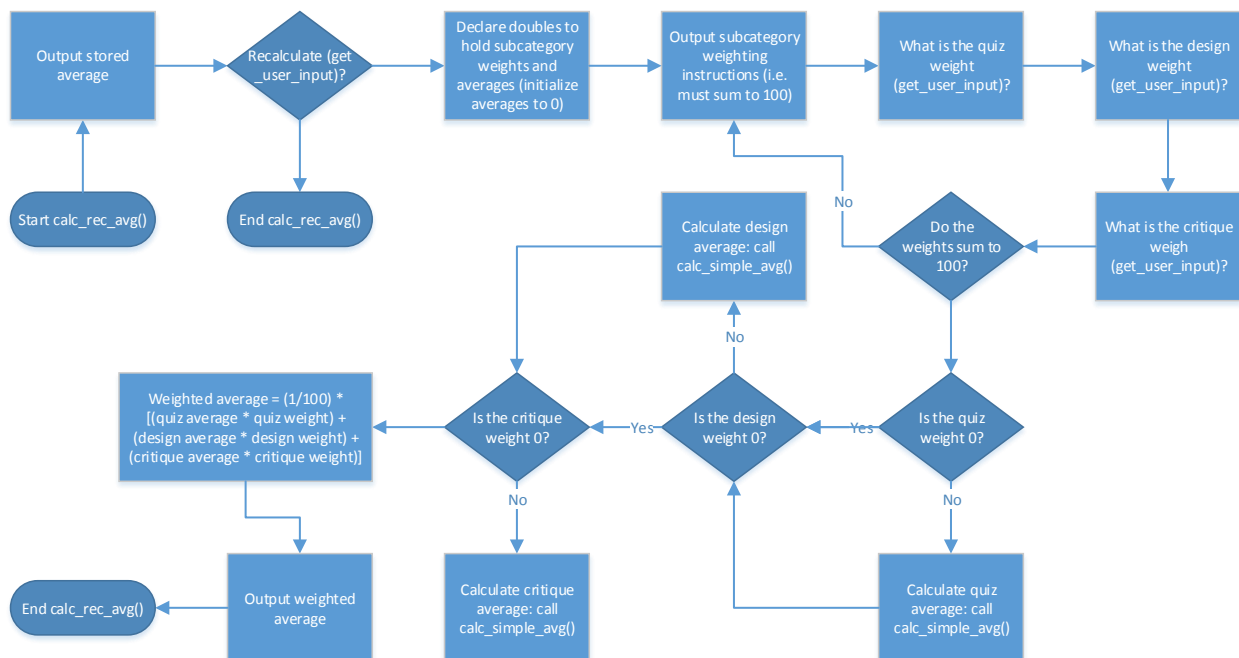 Output stored
average
Recalculate (get
_user_input)?
Declare doubles to
hold subcategory
weights and
averages (initialize
averages to 0)
Output subcategory
weighting
instructions (i.e.
must sum to 100)
What is the quiz
weight
(get_user_input)?
What is the design
weight
(get_user_input)?
Start calc_rec_avg()
End calc_rec_avg()
Calculate design
average: call
calc_simple_avg()
No
Do the
weights sum to
100?
What is the critique
weigh
(get_user_input)?
No
Weighted average = (1/100) *
[(quiz average * quiz weight) +
(design average * design weight) +
(critique average * critique weight)]
Is the critique
weight 0?
Yes
Is the design
weight 0?
Yes
Is the quiz
weight 0?
No
No
End calc_rec_avg()
Output weighted
average
Calculate critique
average: call
calc_simple_avg()
Calculate quiz
average: call
calc_simple_avg()